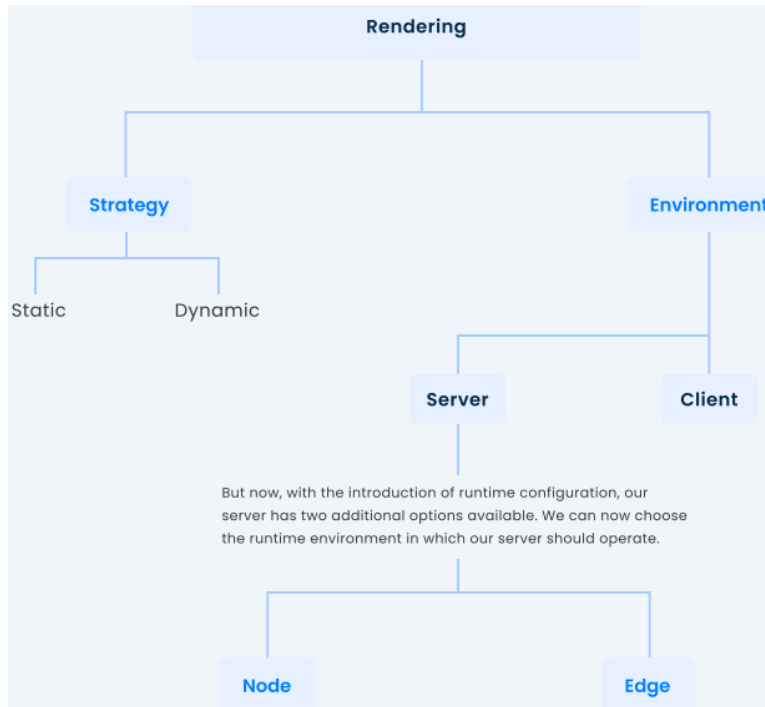 Rendering
Strategy
Environment
Static
Dynamic
Server
Client
But now, with the introduction of runtime configuration, our
server has two additional options available. We can now choose
the runtime environment in which our server should operate.
Node
Edge